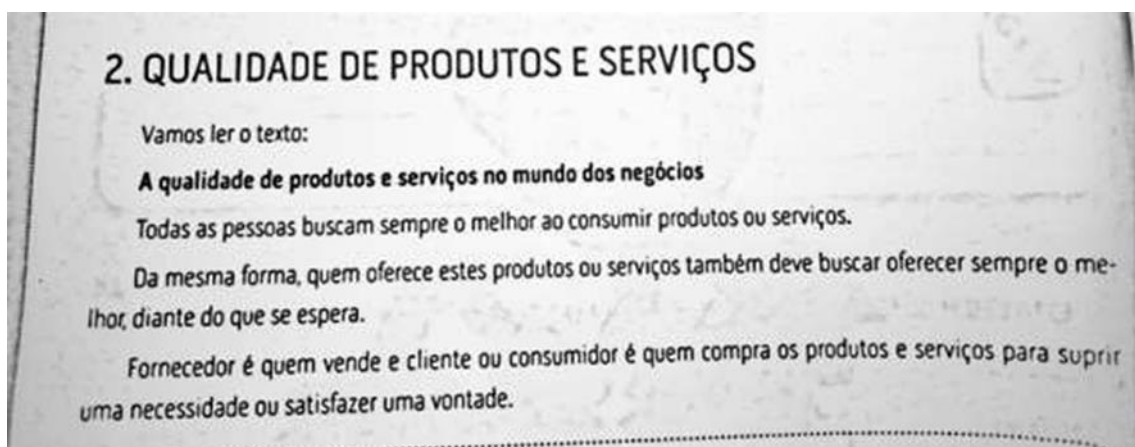 2. QUALIDADE DE PRODUTOS E SERVIÇOS
Vamos ler o texto:
A qualidade de produtos e serviços no mundo dos negócios
Todas as pessoas buscam sempre o melhor ao consumir produtos ou serviços.
Da mesma forma, quem oferece estes produtos ou serviços também deve buscar oferecer sempre o me-
lhor, diante do que se espera.
Fornecedor é quem vende e cliente ou consumidor é quem compra os produtos e serviços para suprir
uma necessidade ou satisfazer uma vontade.